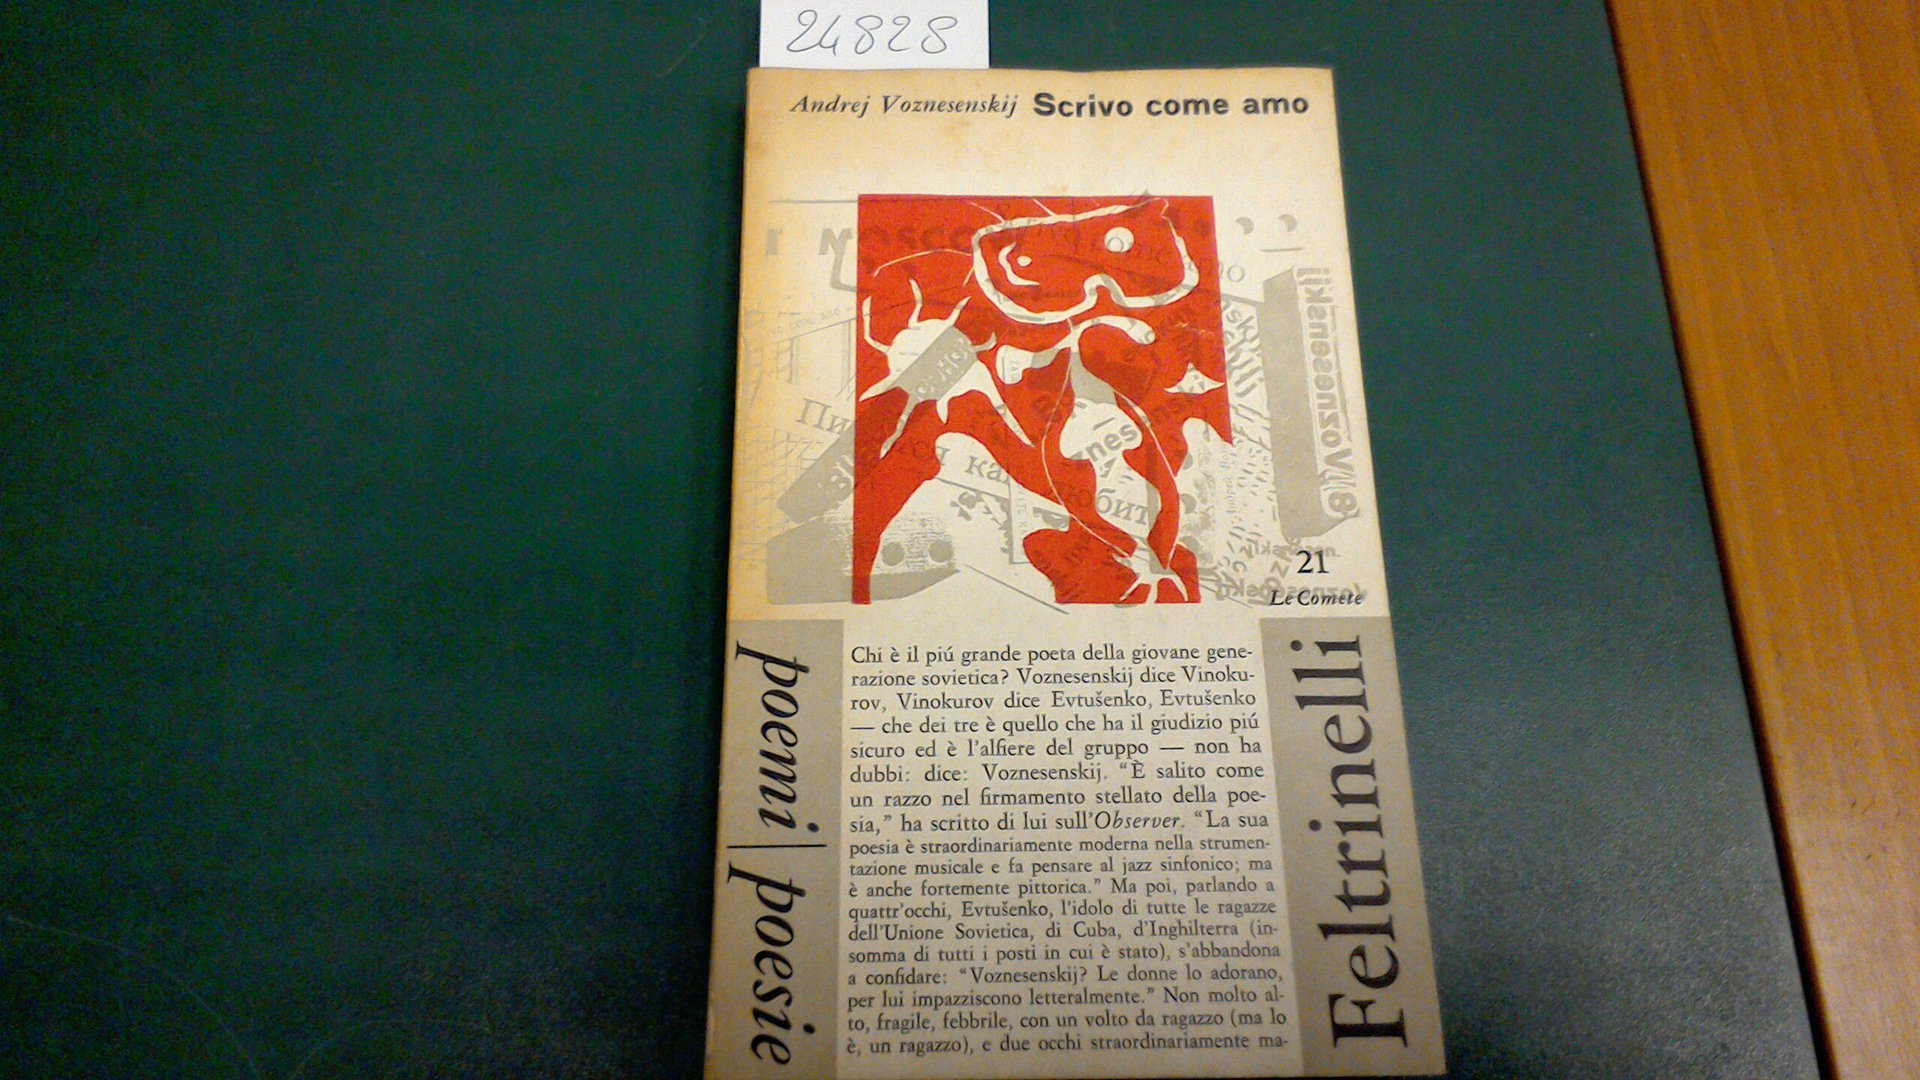 24828
Andrej Voznesenskij Scrivo come amo
MOSCO
Voznesenskij
21
Le Comete
poemi | poesie
Feltrinelli
Chi è il piú grande poeta della giovane gene-
razione sovietica? Voznesenskij dice Vinoku-
rov, Vinokurov dice Evtušenko, Evtušenko
— che dei tre è quello che ha il giudizio piú
sicuro ed è l'alfiere del gruppo — non ha
dubbi: dice: Voznesenskij. “È salito come
un razzo nel firmamento stellato della poe-
sia,” ha scritto di lui sull'Observer. “La sua
poesia è straordinariamente moderna nella strumen-
tazione musicale e fa pensare al jazz sinfonico; ma
è anche fortemente pittorica.” Ma poi, parlando a
quattr'occhi, Evtušenko, l'idolo di tutte le ragazze
dell'Unione Sovietica, di Cuba, d'Inghilterra (in-
somma di tutti i posti in cui è stato), s'abbandona
a confidare: “Voznesenskij? Le donne lo adorano,
per lui impazziscono letteralmente.” Non molto al-
to, fragile, febbrile, con un volto da ragazzo (ma lo
è, un ragazzo), e due occhi straordinariamente ma-